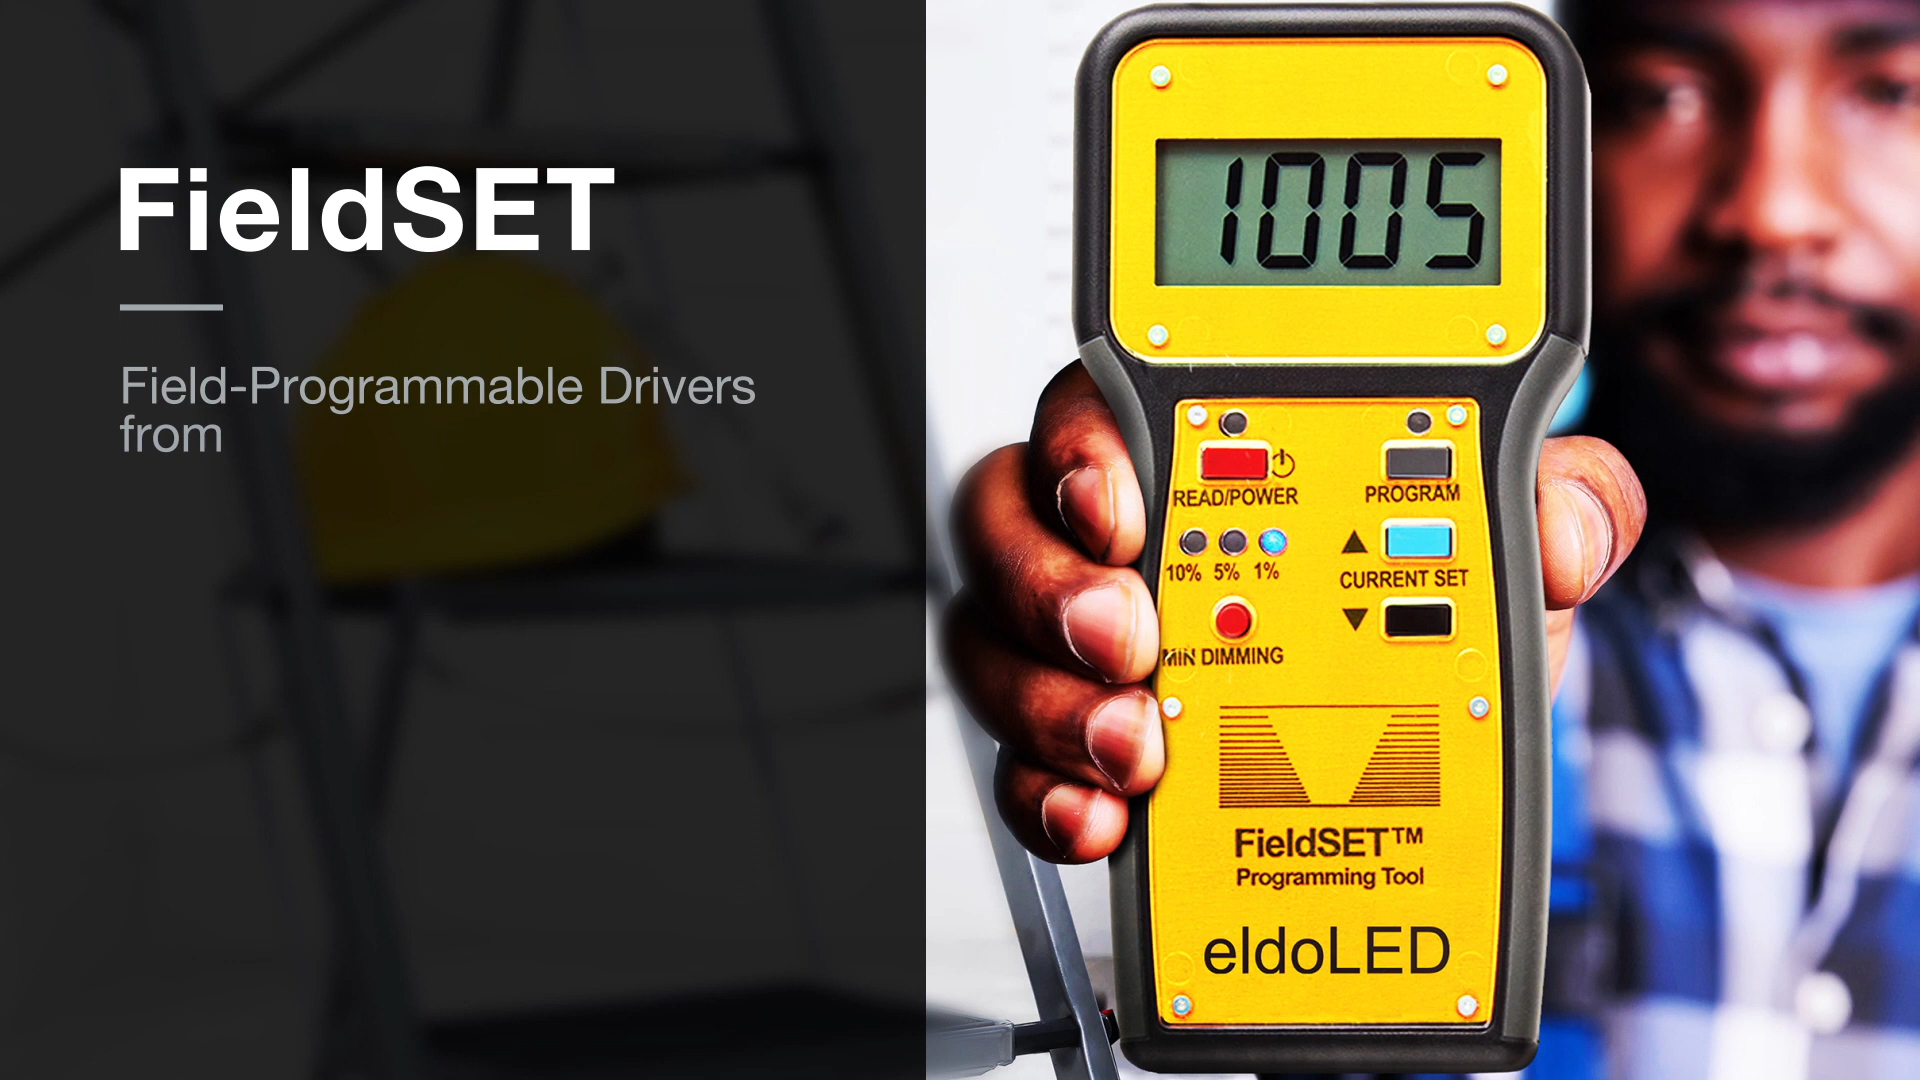 FieldSET
Field-Programmable Drivers
from
1005
READ/POWER
PROGRAM
10% 5% 1%
CURRENT SET
MIN DIMMING
FieldSET™
Programming Tool
eldoLED